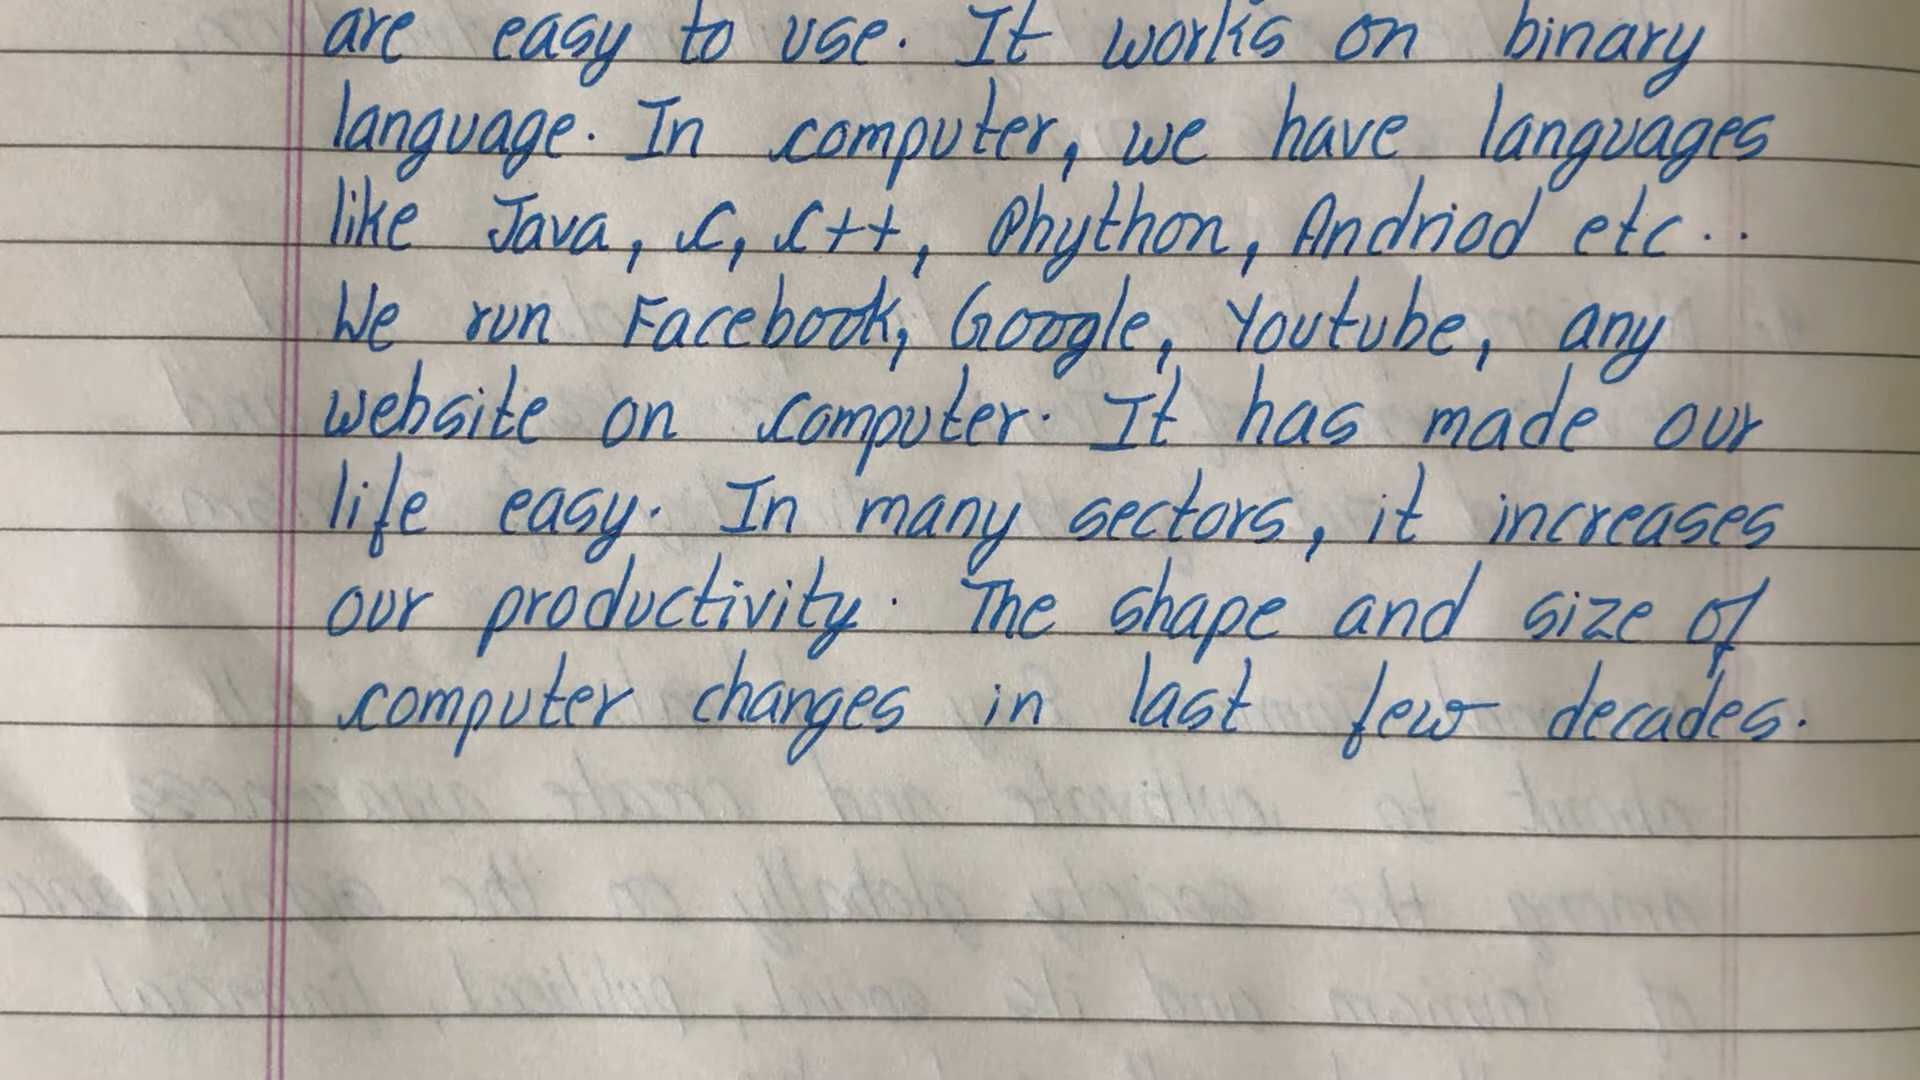 are easy to use. It works on binary
language. In computer, we have languages
like Java, C, C++, Phython, Andriod etc..
We run Facebook, Google, Youtube, any
website on computer. It has made our
life easy. In many sectors, it increases
our productivity. The shape and size of
computer changes in last few decades.